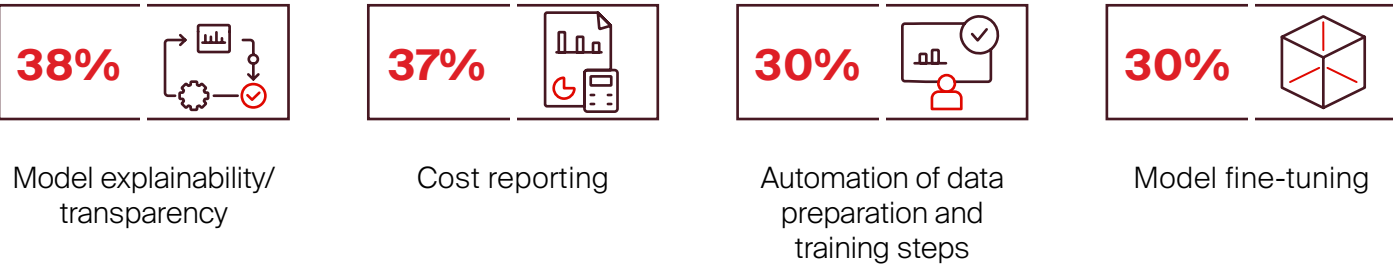 38%
Model explainability/
transparency
37%
Cost reporting
30%
Automation of data
preparation and
training steps
30%
Model fine-tuning